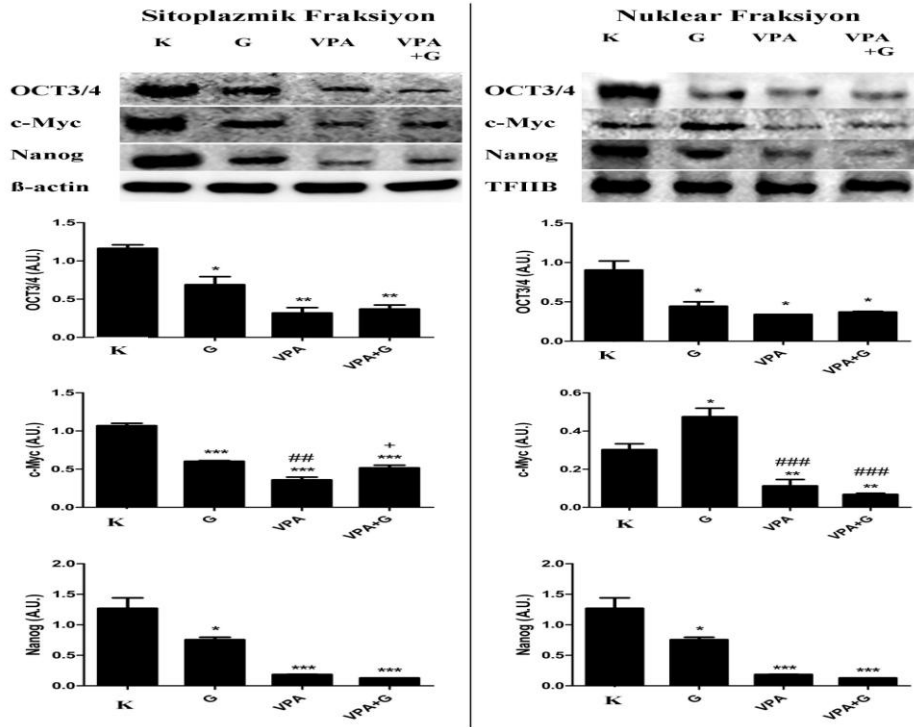 Sitoplazmik Fraksiyon
K G VPA VPA
+G
OCT3/4
c-Myc
Nanog
ß-actin
1.5
1.0
0.5
0.0
OCT3/4 (A.U.)
*
**
**
K G VPA VPA+G
1.5
1.0
0.5
0.0
c-Myc (A.U.)
***
##
***
+
***
K G VPA VPA+G
2.0
1.5
1.0
0.5
0.0
Nanog (A.U.)
*
***
***
K G VPA VPA+G
Nuklear Fraksiyon
K G VPA VPA
+G
OCT3/4
c-Myc
Nanog
TFIIB
1.5
1.0
0.5
0.0
OCT3/4 (A.U.)
*
*
*
K G VPA VPA+G
0.6
0.4
0.2
0.0
c-Myc (A.U.)
*
###
**
###
**
K G VPA VPA+G
2.0
1.5
1.0
0.5
0.0
Nanog (A.U.)
*
***
***
K G VPA VPA+G